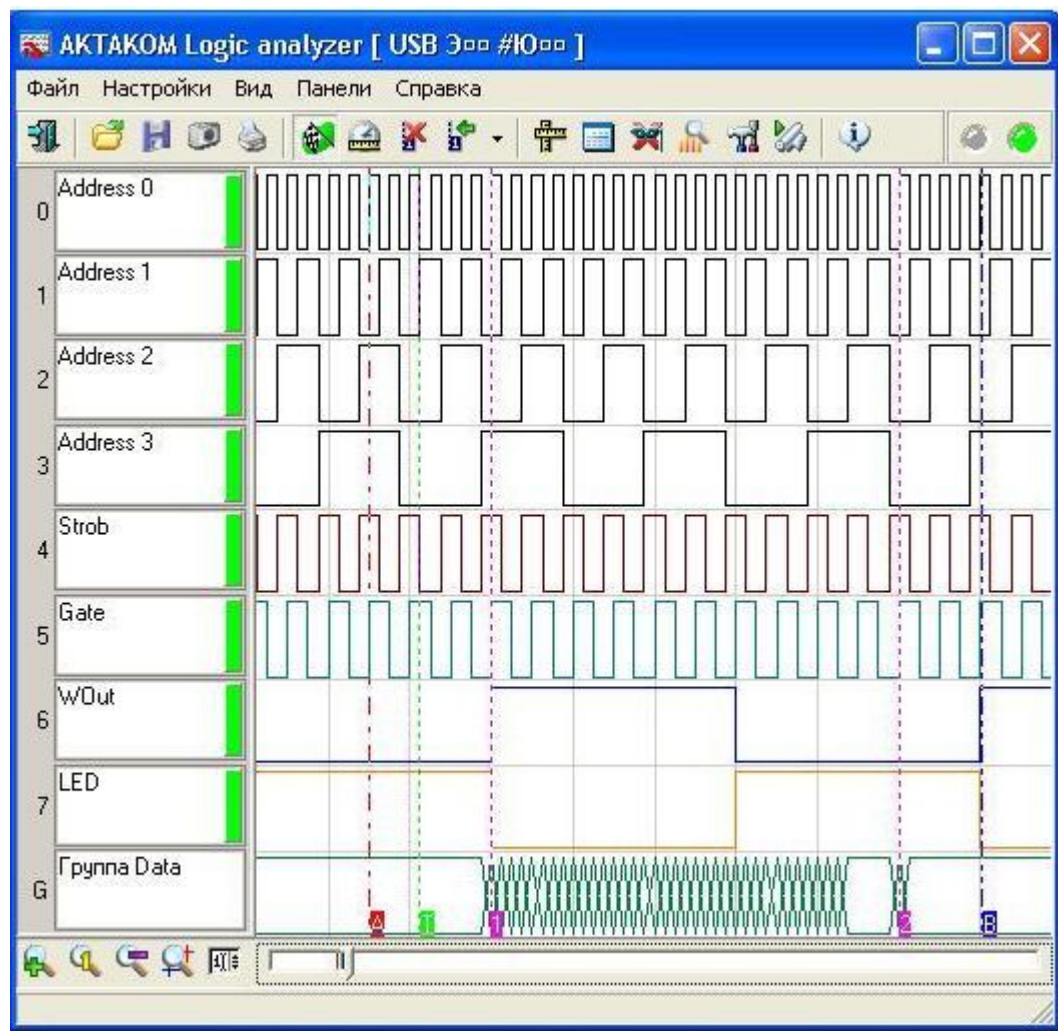 AKTAKOM Logic analyzer [ USB Э¤¤ #Ю¤¤ ]
Файл Настройки Вид Панели Справка
0 Address 0
1 Address 1
2 Address 2
3 Address 3
4 Strob
5 Gate
6 WOut
7 LED
G Группа Data
A T 1 2 B